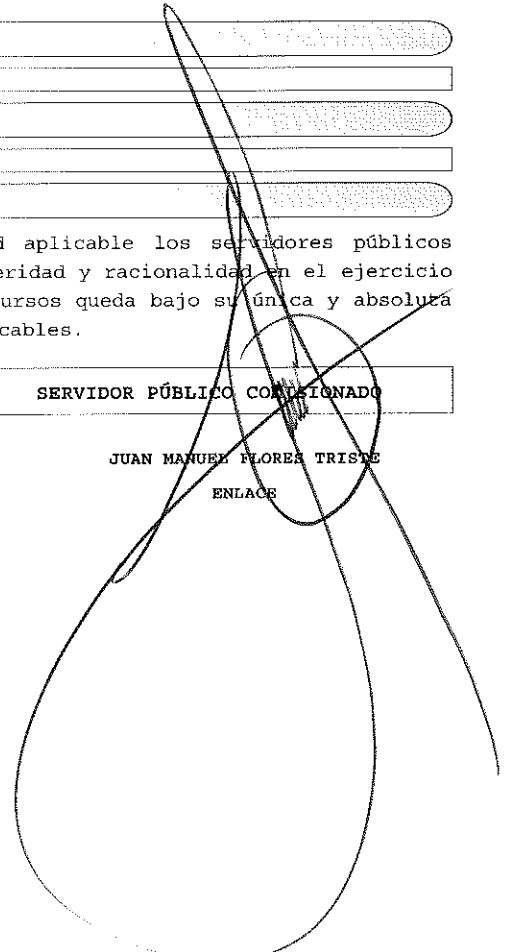 d aplicable los servidores públicos
eridad y racionalidad en el ejercicio
ursos queda bajo su única y absoluta
cables.
SERVIDOR PÚBLICO COMISIONADO
JUAN MANUEL FLORES TRISTE
ENLACE